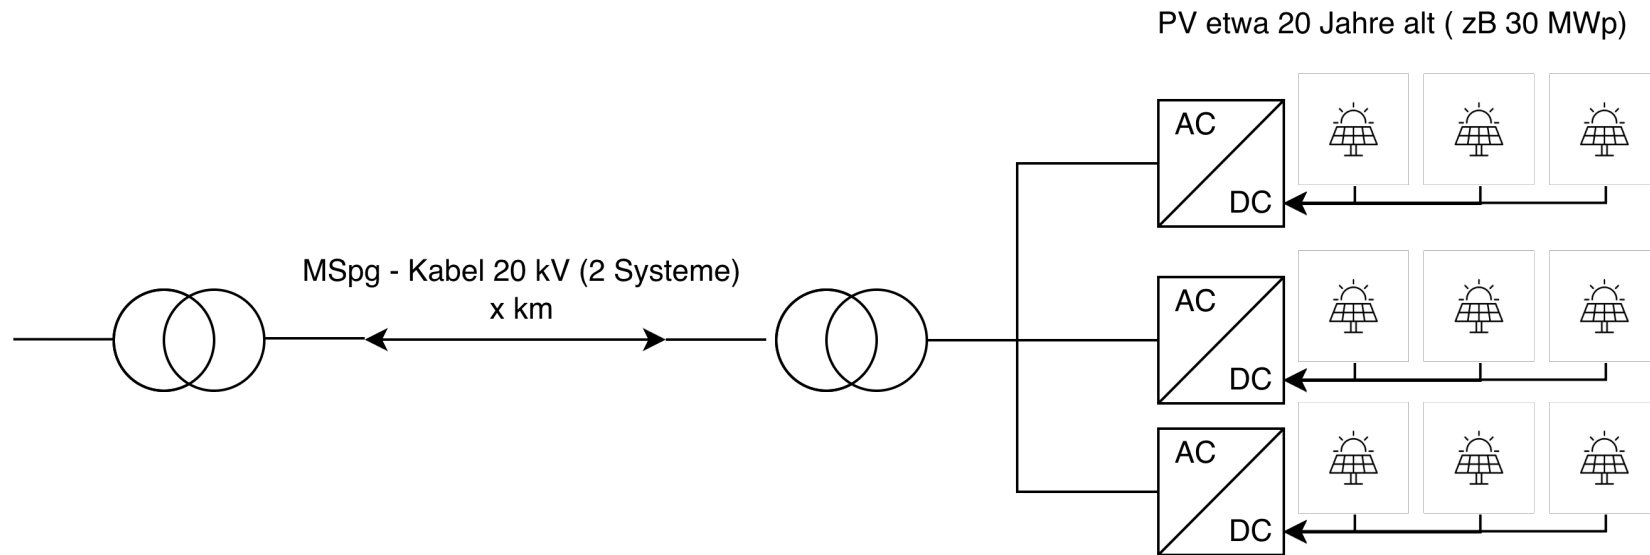 PV etwa 20 Jahre alt ( zB 30 MWp)
AC
DC
MSpg - Kabel 20 kV (2 Systeme)
x km
AC
DC
AC
DC